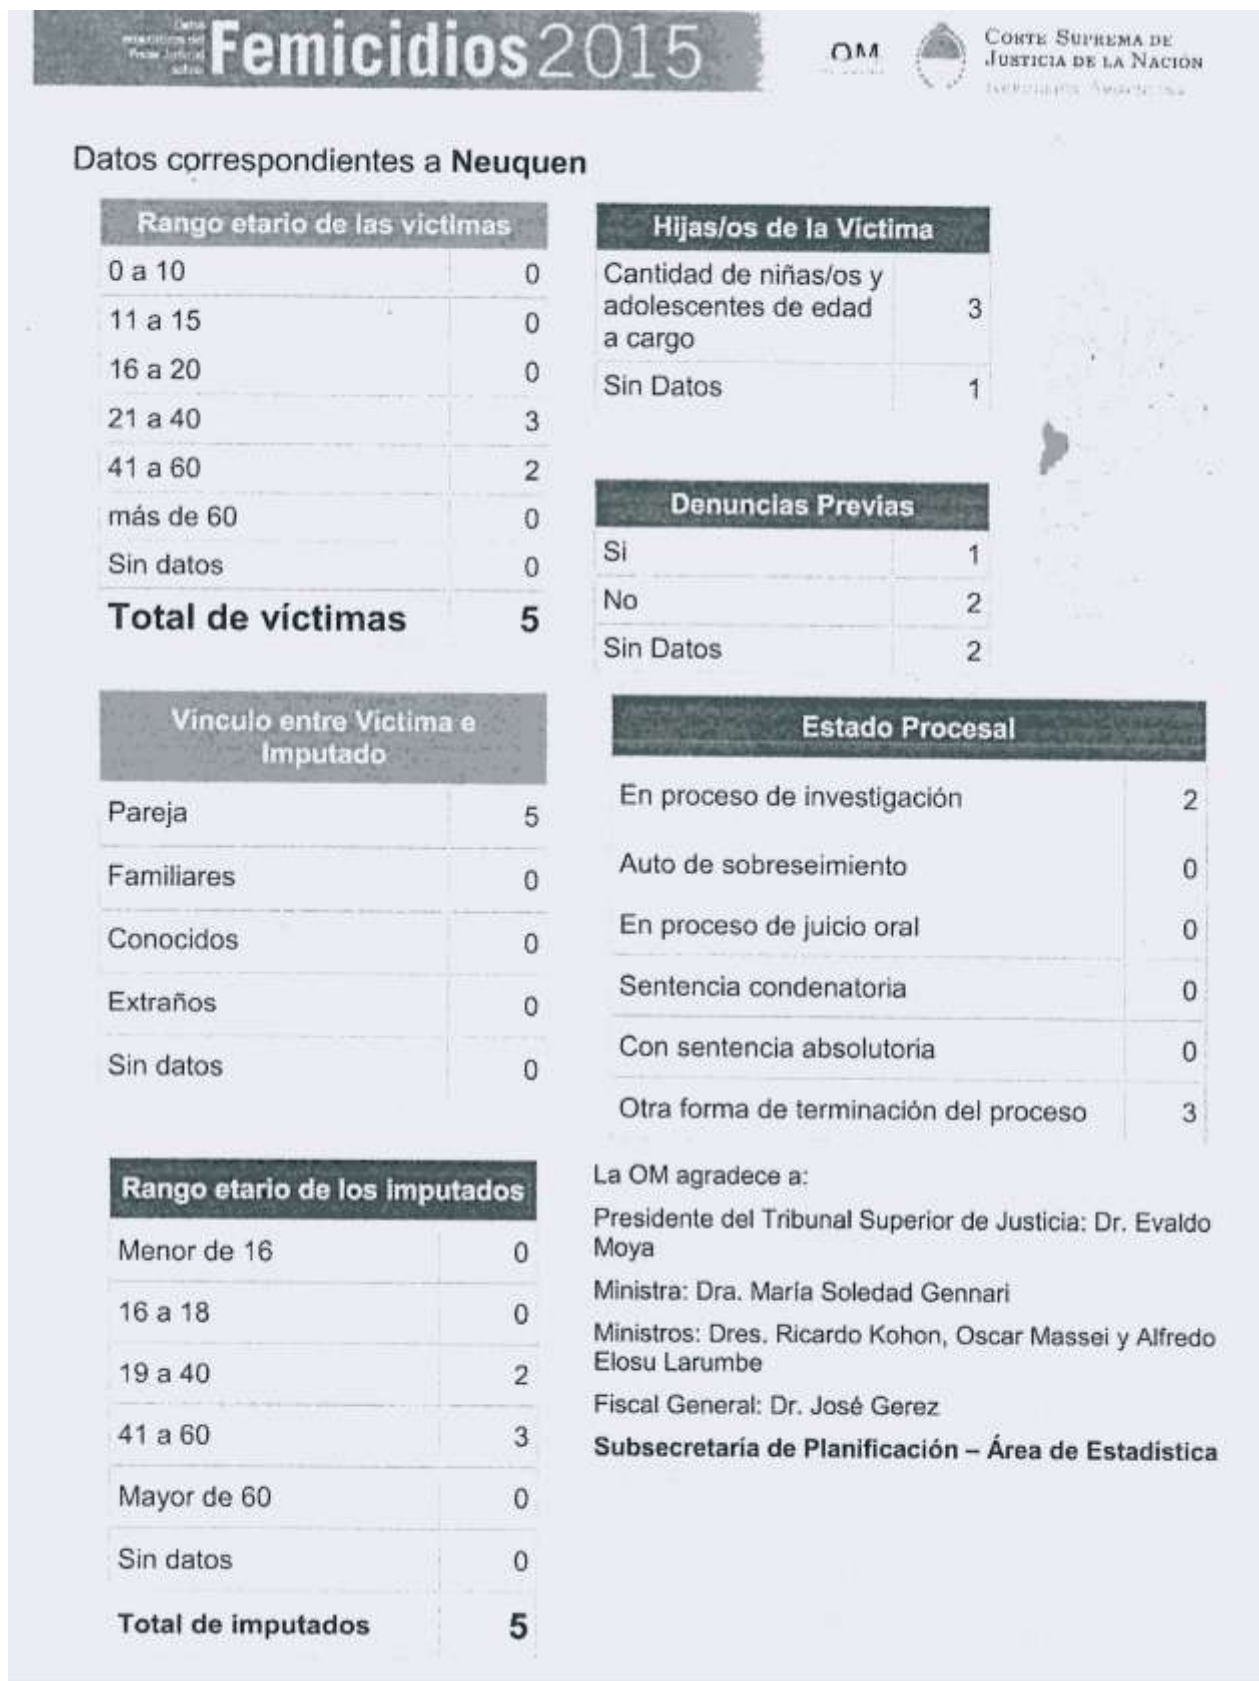 Datos
estadísticos del
Poder Judicial
sobre
Femicidios 2015
OM
CORTE SUPREMA DE
JUSTICIA DE LA NACIÓN
Datos correspondientes a Neuquen
Rango etario de las victimas
0 a 10 0
11 a 15 0
16 a 20 0
21 a 40 3
41 a 60 2
más de 60 0
Sin datos 0
Total de víctimas 5
Hijas/os de la Víctima
Cantidad de niñas/os y
adolescentes de edad
a cargo 3
Sin Datos 1
Denuncias Previas
Si 1
No 2
Sin Datos 2
Vinculo entre Victima e
Imputado
Pareja 5
Familiares 0
Conocidos 0
Extraños 0
Sin datos 0
Estado Procesal
En proceso de investigación 2
Auto de sobreseimiento 0
En proceso de juicio oral 0
Sentencia condenatoria 0
Con sentencia absolutoria 0
Otra forma de terminación del proceso 3
Rango etario de los imputados
Menor de 16 0
16 a 18 0
19 a 40 2
41 a 60 3
Mayor de 60 0
Sin datos 0
Total de imputados 5
La OM agradece a:
Presidente del Tribunal Superior de Justicia: Dr. Evaldo
Moya
Ministra: Dra. María Soledad Gennari
Ministros: Dres. Ricardo Kohon, Oscar Massei y Alfredo
Elosu Larumbe
Fiscal General: Dr. José Gerez
Subsecretaría de Planificación – Área de Estadística